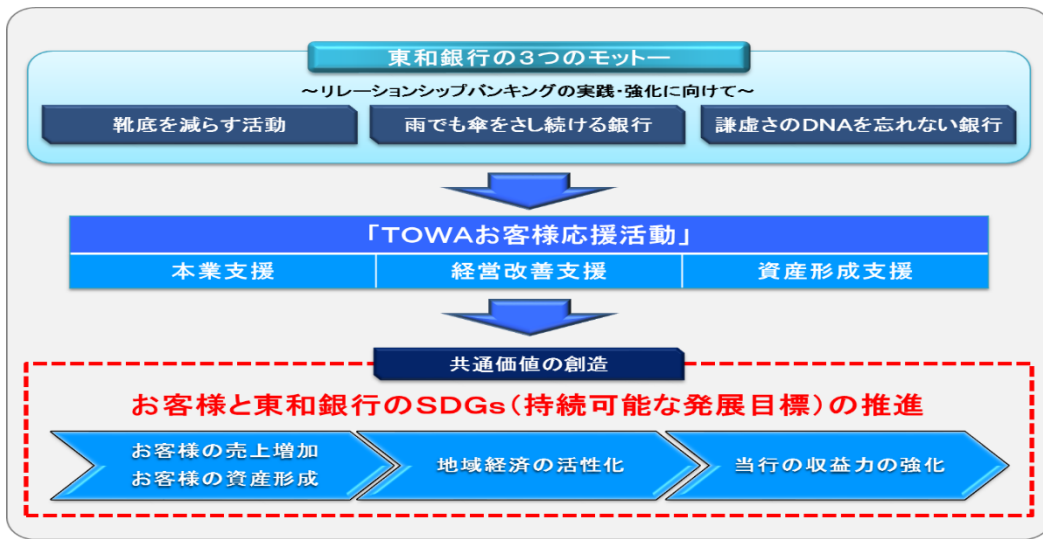 東和銀行の3つのモットー
～リレーションシップバンキングの実践・強化に向けて～
靴底を減らす活動
雨でも傘をさし続ける銀行
謙虚さのDNAを忘れない銀行
「TOWAお客様応援活動」
本業支援
経営改善支援
資産形成支援
共通価値の創造
お客様と東和銀行のSDGs(持続可能な発展目標)の推進
お客様の売上増加
お客様の資産形成
地域経済の活性化
当行の収益力の強化